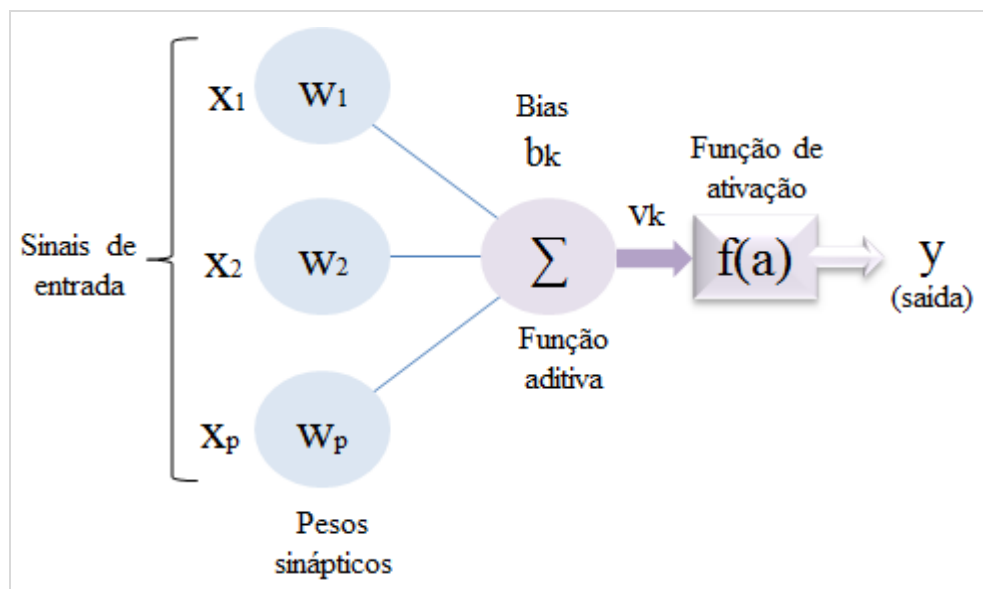 Sinais de
entrada
x1
w1
x2
w2
xp
wp
Pesos
sinápticos
Bias
bk
∑
Função
aditiva
vk
Função de
ativação
f(a)
y
(saída)